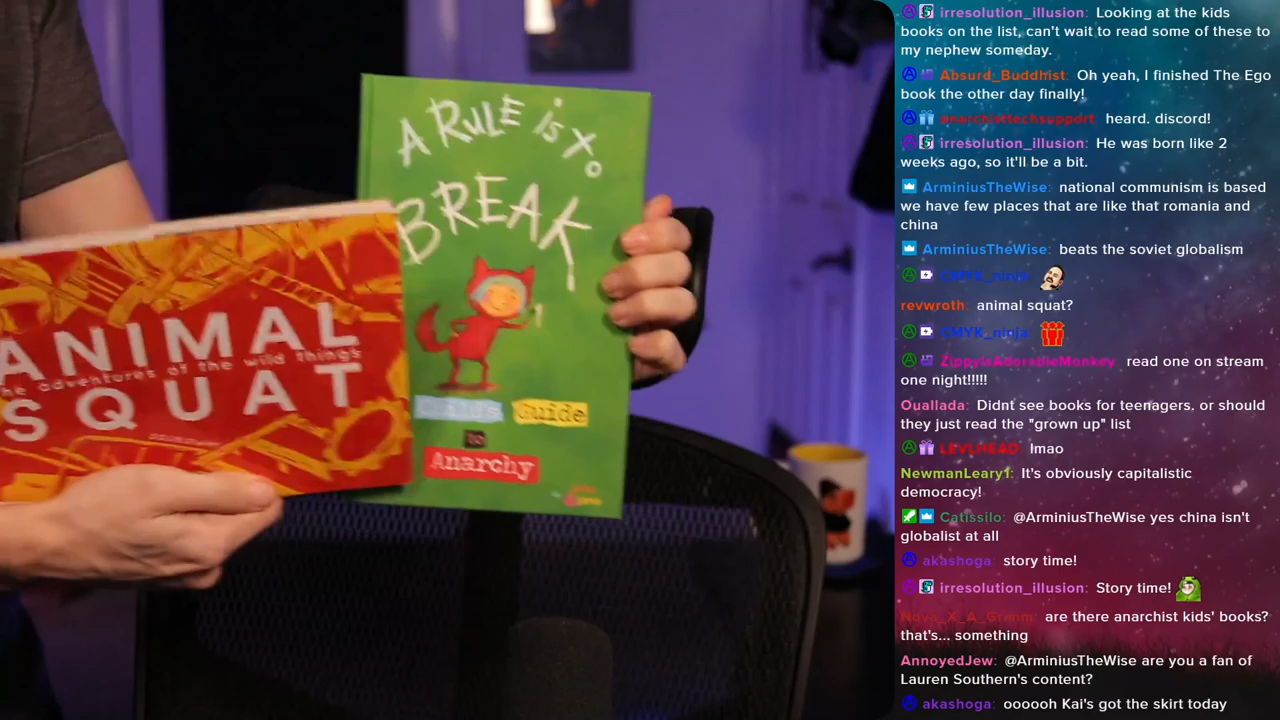 A RULE is To
BREAK
Child's Guide
to
Anarchy
ANIMAL
The adventures of the wild things
SQUAT
irresolution_illusion: Looking at the kids
books on the list, can't wait to read some of these to
my nephew someday.
Absurd_Buddhist: Oh yeah, I finished The Ego
book the other day finally!
anarchisttechsupport: heard. discord!
irresolution_illusion: He was born like 2
weeks ago, so it'll be a bit.
ArminiusTheWise: national communism is based
we have few places that are like that romania and
china
ArminiusTheWise: beats the soviet globalism
CMYK_ninja:
revwroth: animal squat?
CMYK_ninja:
ZippyIsAdorableMonkey: read one on stream
one night!!!!!
Ouallada: Didnt see books for teenagers. or should
they just read the "grown up" list
LEVLHEAD: lmao
NewmanLeary1: It's obviously capitalistic
democracy!
Catissilo: @ArminiusTheWise yes china isn't
globalist at all
akashoga: story time!
irresolution_illusion: Story time!
Nova_X_A_Grimm: are there anarchist kids' books?
that's... something
AnnoyedJew: @ArminiusTheWise are you a fan of
Lauren Southern's content?
akashoga: oooooh Kai's got the skirt today